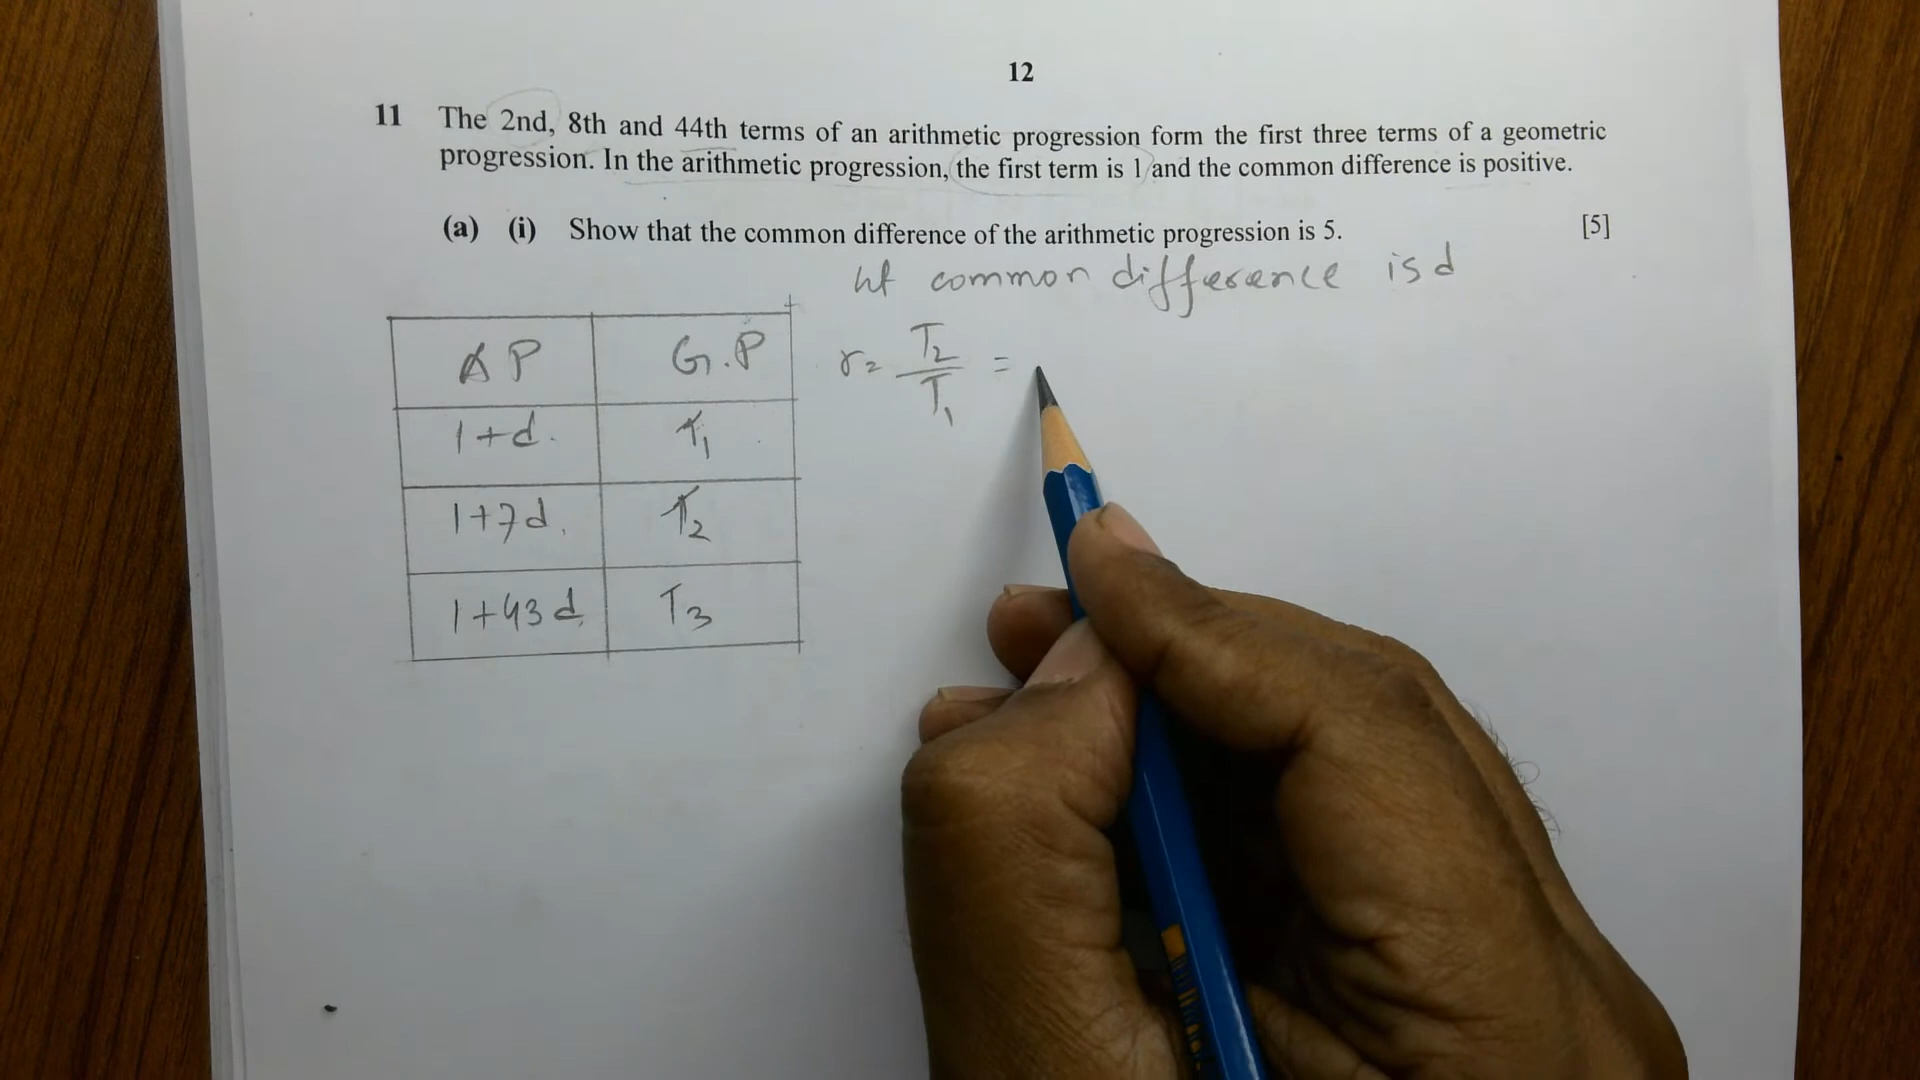 12
11 The 2nd, 8th and 44th terms of an arithmetic progression form the first three terms of a geometric
progression. In the arithmetic progression, the first term is 1 and the common difference is positive.
(a) (i) Show that the common difference of the arithmetic progression is 5. [5]
common difference is d
AP G.P
1+d. T1
1+7d. T2
1+43d T3
r = T2/T1 =